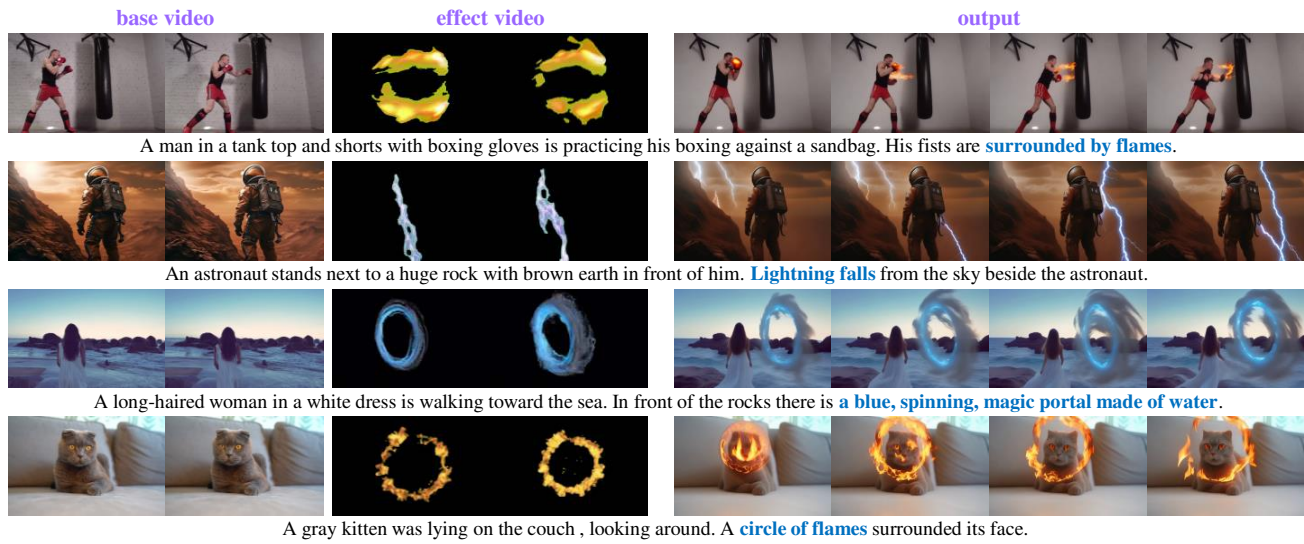 base video effect video output
A man in a tank top and shorts with boxing gloves is practicing his boxing against a sandbag. His fists are surrounded by flames.
An astronaut stands next to a huge rock with brown earth in front of him. Lightning falls from the sky beside the astronaut.
A long-haired woman in a white dress is walking toward the sea. In front of the rocks there is a blue, spinning, magic portal made of water.
A gray kitten was lying on the couch , looking around. A circle of flames surrounded its face.